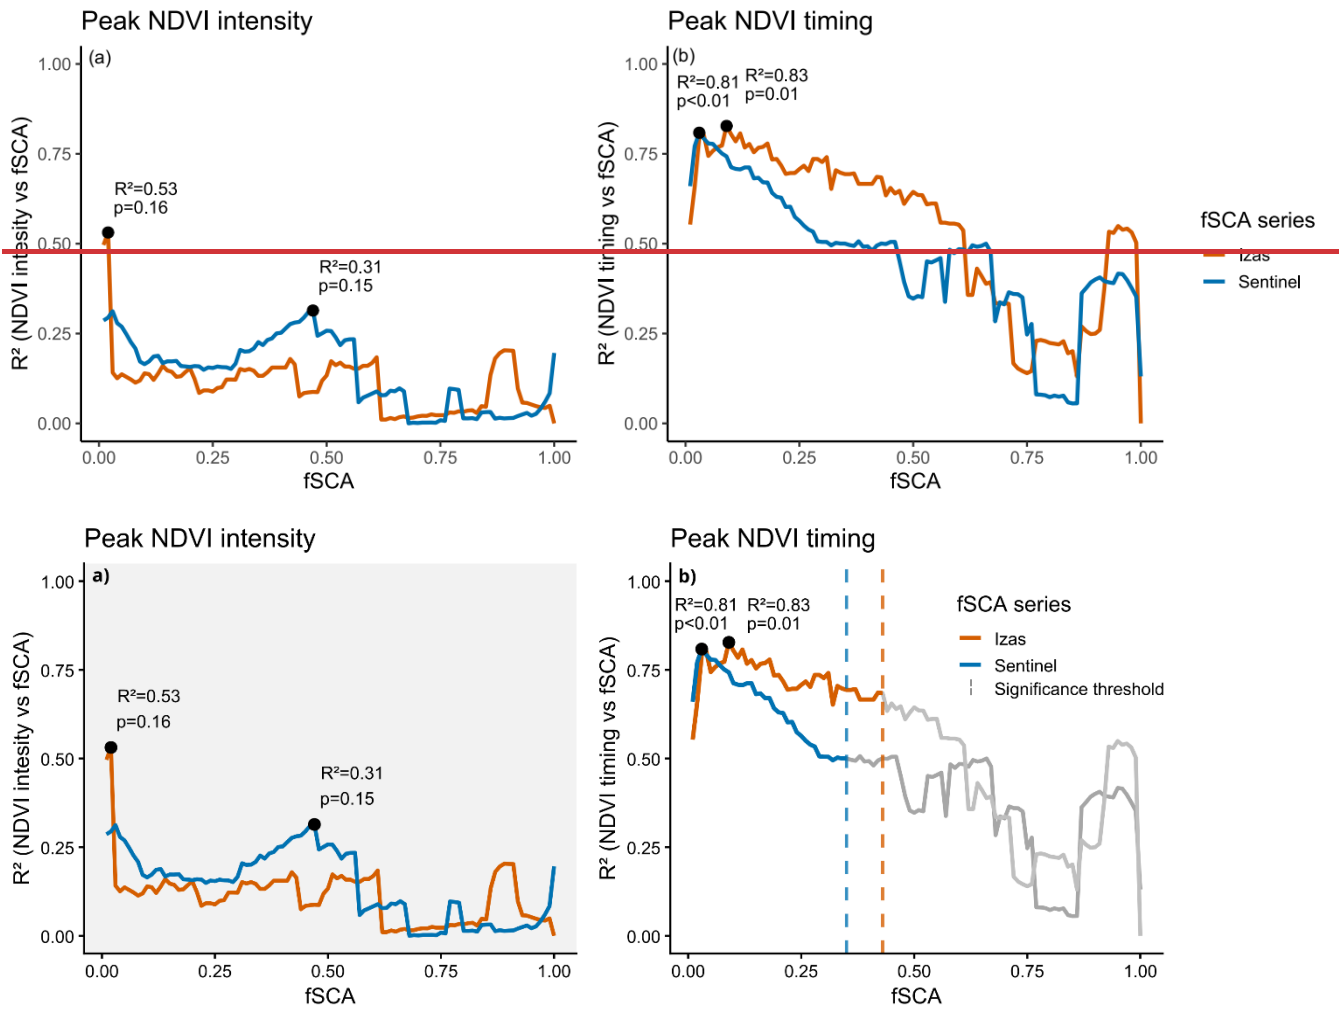 Peak NDVI intensity
(a)
1.00
0.75
0.50
0.25
0.00
R² (NDVI intesity vs fSCA)
R²=0.53
p=0.16
R²=0.31
p=0.15
0.00 0.25 0.50 0.75 1.00
fSCA
Peak NDVI timing
(b)
1.00
0.75
0.50
0.25
0.00
R² (NDVI timing vs fSCA)
R²=0.81 R²=0.83
p<0.01 p=0.01
0.00 0.25 0.50 0.75 1.00
fSCA
fSCA series
Izas
Sentinel
Peak NDVI intensity
a)
1.00
0.75
0.50
0.25
0.00
R² (NDVI intesity vs fSCA)
R²=0.53
p=0.16
R²=0.31
p=0.15
0.00 0.25 0.50 0.75 1.00
fSCA
Peak NDVI timing
b)
1.00
0.75
0.50
0.25
0.00
R² (NDVI timing vs fSCA)
R²=0.81 R²=0.83
p<0.01 p=0.01
fSCA series
Izas
Sentinel
Significance threshold
0.00 0.25 0.50 0.75 1.00
fSCA